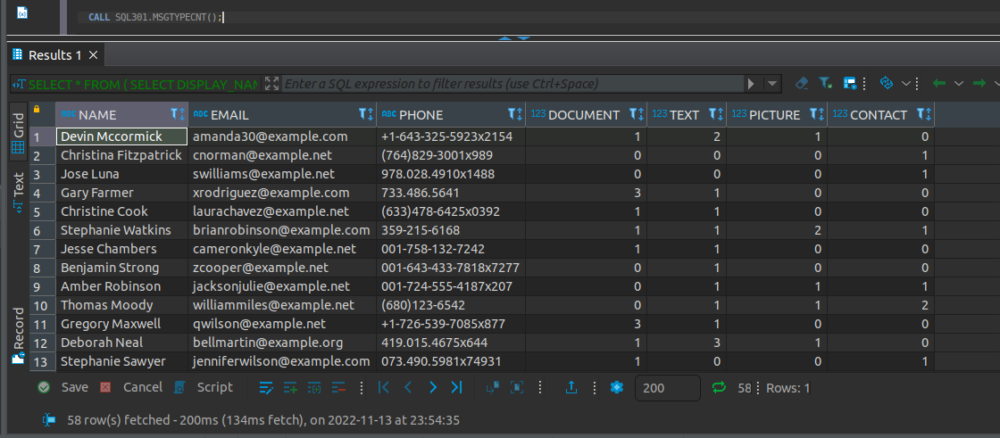 CALL SQL301.MSGTYPECNT();
Results 1
SELECT * FROM ( SELECT DISPLAY_NAM Enter a SQL expression to filter results (use Ctrl+Space)
Grid
Text
Record
ABC NAME ABC EMAIL ABC PHONE 123 DOCUMENT 123 TEXT 123 PICTURE 123 CONTACT
1 Devin Mccormick amanda30@example.com +1-643-325-5923x2154 1 2 1 0
2 Christina Fitzpatrick cnorman@example.net (764)829-3001x989 0 0 0 1
3 Jose Luna swilliams@example.net 978.028.4910x1488 0 0 0 1
4 Gary Farmer xrodriguez@example.com 733.486.5641 3 1 0 0
5 Christine Cook laurachavez@example.net (633)478-6425x0392 1 1 0 0
6 Stephanie Watkins brianrobinson@example.com 359-215-6168 1 1 2 1
7 Jesse Chambers cameronkyle@example.net 001-758-132-7242 1 1 0 0
8 Benjamin Strong zcooper@example.net 001-643-433-7818x7277 0 1 0 0
9 Amber Robinson jacksonjulie@example.net 001-724-555-4187x207 0 1 1 1
10 Thomas Moody williammiles@example.net (680)123-6542 0 1 1 2
11 Gregory Maxwell qwilson@example.net +1-726-539-7085x877 3 1 0 0
12 Deborah Neal bellmartin@example.org 419.015.4675x644 1 3 1 0
13 Stephanie Sawyer jenniferwilson@example.com 073.490.5981x74931 1 0 0 1
Save Cancel Script 200 58 Rows: 1
58 row(s) fetched - 200ms (134ms fetch), on 2022-11-13 at 23:54:35